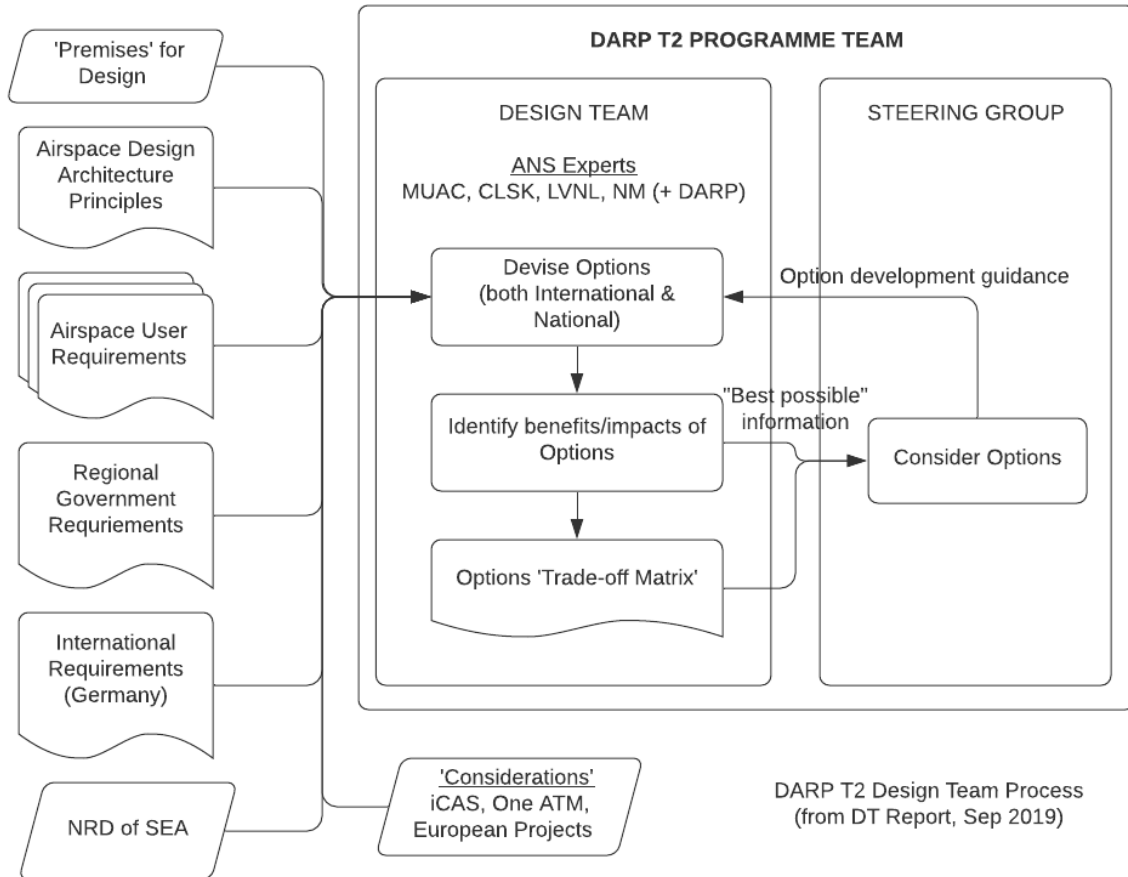 'Premises' for
Design
Airspace Design
Architecture
Principles
Airspace User
Requirements
Regional
Government
Requriements
International
Requirements
(Germany)
NRD of SEA
'Considerations'
iCAS, One ATM,
European Projects
DARP T2 PROGRAMME TEAM
DESIGN TEAM
ANS Experts
MUAC, CLSK, LVNL, NM (+ DARP)
Devise Options
(both International &
National)
Identify benefits/impacts of
Options
Options 'Trade-off Matrix'
STEERING GROUP
Option development guidance
"Best possible"
information
Consider Options
DARP T2 Design Team Process
(from DT Report, Sep 2019)